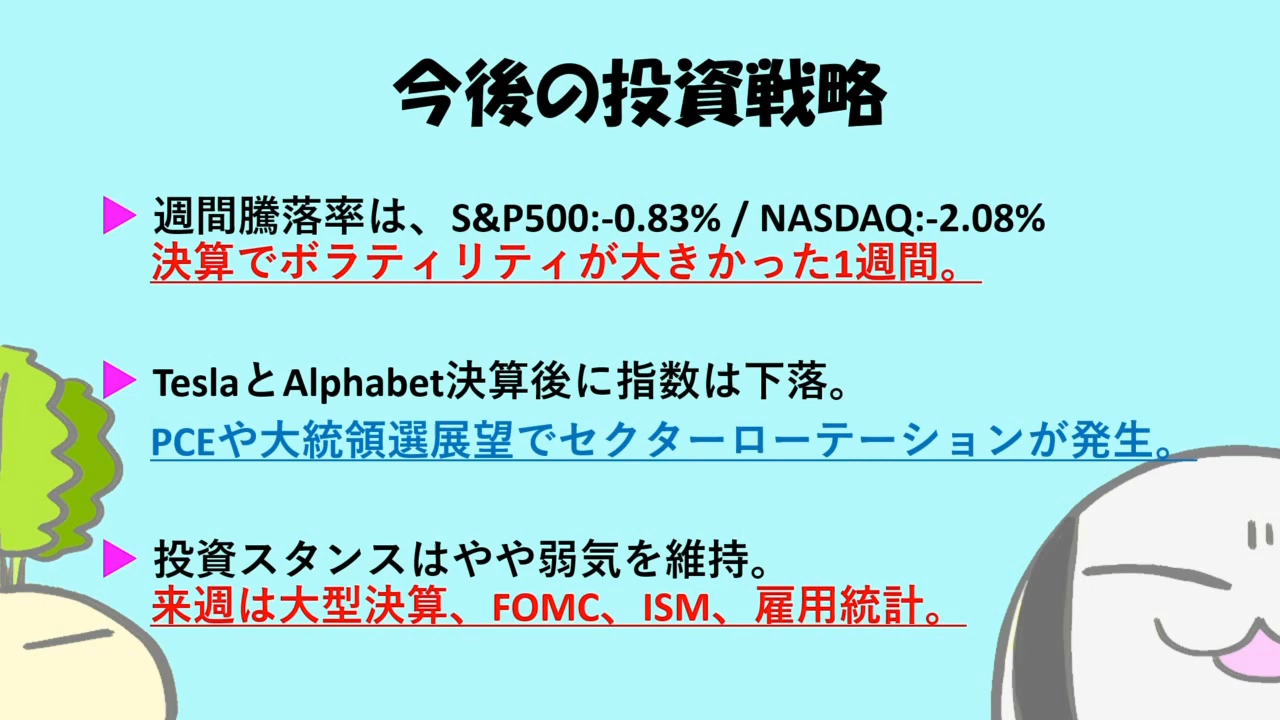 今後の投資戦略
週間騰落率は、S&P500:-0.83% / NASDAQ:-2.08%
決算でボラティリティが大きかった1週間。
TeslaとAlphabet決算後に指数は下落。
PCEや大統領選展望でセクターローテーションが発生。
投資スタンスはやや弱気を維持。
来週は大型決算、FOMC、ISM、雇用統計。